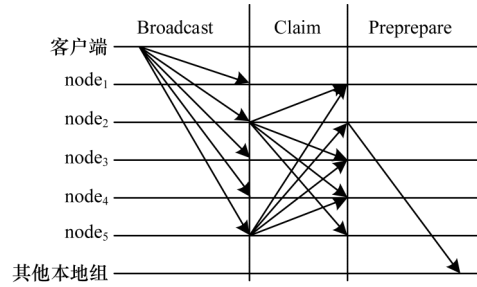 Broadcast Claim Preprepare
客户端
node₁
node₂
node₃
node₄
node₅
其他本地组